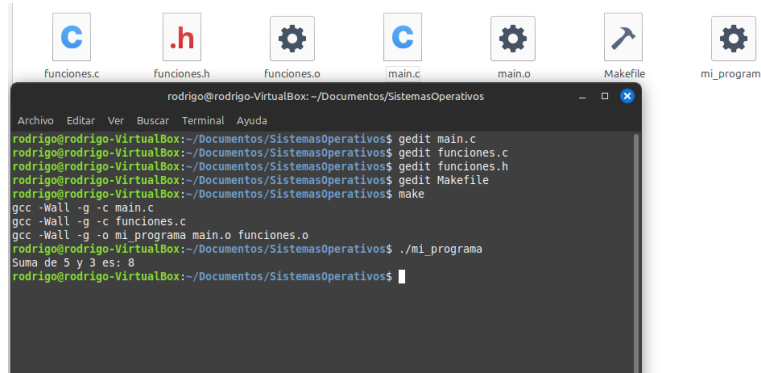 C
.h
C
funciones.c
funciones.h
funciones.o
main.c
main.o
Makefile
mi_program
rodrigo@rodrigo-VirtualBox: ~/Documentos/SistemasOperativos
Archivo Editar Ver Buscar Terminal Ayuda
rodrigo@rodrigo-VirtualBox:~/Documentos/SistemasOperativos$ gedit main.c
rodrigo@rodrigo-VirtualBox:~/Documentos/SistemasOperativos$ gedit funciones.c
rodrigo@rodrigo-VirtualBox:~/Documentos/SistemasOperativos$ gedit funciones.h
rodrigo@rodrigo-VirtualBox:~/Documentos/SistemasOperativos$ gedit Makefile
rodrigo@rodrigo-VirtualBox:~/Documentos/SistemasOperativos$ make
gcc -Wall -g -c main.c
gcc -Wall -g -c funciones.c
gcc -Wall -g -o mi_programa main.o funciones.o
rodrigo@rodrigo-VirtualBox:~/Documentos/SistemasOperativos$ ./mi_programa
Suma de 5 y 3 es: 8
rodrigo@rodrigo-VirtualBox:~/Documentos/SistemasOperativos$